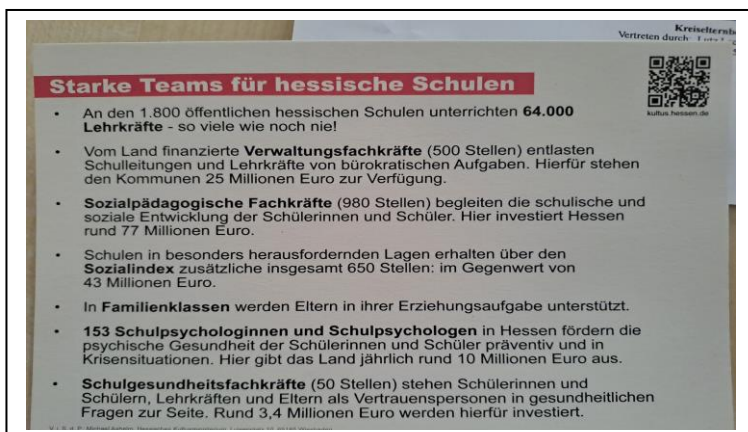 Kreiselternbe
Vertreten durch:
Starke Teams für hessische Schulen
kultus.hessen.de
• An den 1.800 öffentlichen hessischen Schulen unterrichten 64.000
Lehrkräfte - so viele wie noch nie!
• Vom Land finanzierte Verwaltungsfachkräfte (500 Stellen) entlasten
Schulleitungen und Lehrkräfte von bürokratischen Aufgaben. Hierfür stehen
den Kommunen 25 Millionen Euro zur Verfügung.
• Sozialpädagogische Fachkräfte (980 Stellen) begleiten die schulische und
soziale Entwicklung der Schülerinnen und Schüler. Hier investiert Hessen
rund 77 Millionen Euro.
• Schulen in besonders herausfordernden Lagen erhalten über den
Sozialindex zusätzliche insgesamt 650 Stellen: im Gegenwert von
43 Millionen Euro.
• In Familienklassen werden Eltern in ihrer Erziehungsaufgabe unterstützt.
• 153 Schulpsychologinnen und Schulpsychologen in Hessen fördern die
psychische Gesundheit der Schülerinnen und Schüler präventiv und in
Krisensituationen. Hier gibt das Land jährlich rund 10 Millionen Euro aus.
• Schulgesundheitsfachkräfte (50 Stellen) stehen Schülerinnen und
Schülern, Lehrkräften und Eltern als Vertrauenspersonen in gesundheitlichen
Fragen zur Seite. Rund 3,4 Millionen Euro werden hierfür investiert.